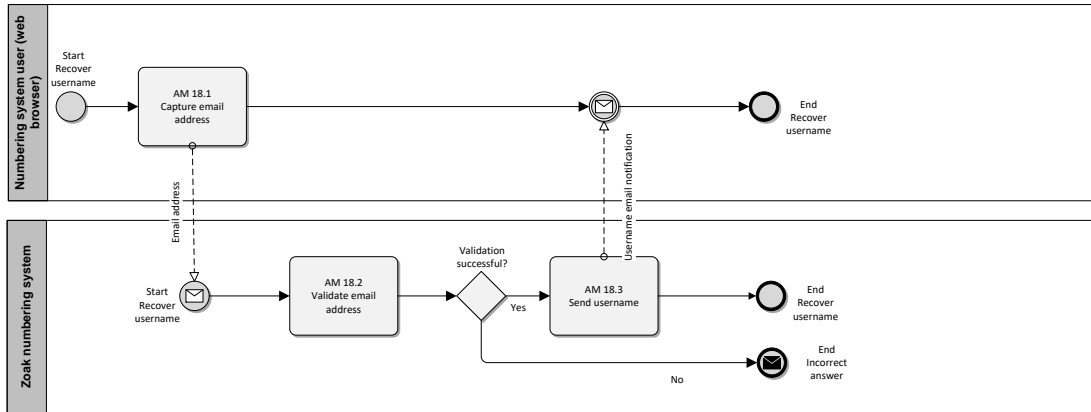 Numbering system user (web
browser)
Start
Recover
username
AM 18.1
Capture email
address
End
Recover
username
Email address
Username email notification
Zoak numbering system
Start
Recover
username
AM 18.2
Validate email
address
Validation
successful?
Yes
AM 18.3
Send username
End
Recover
username
No
End
Incorrect
answer